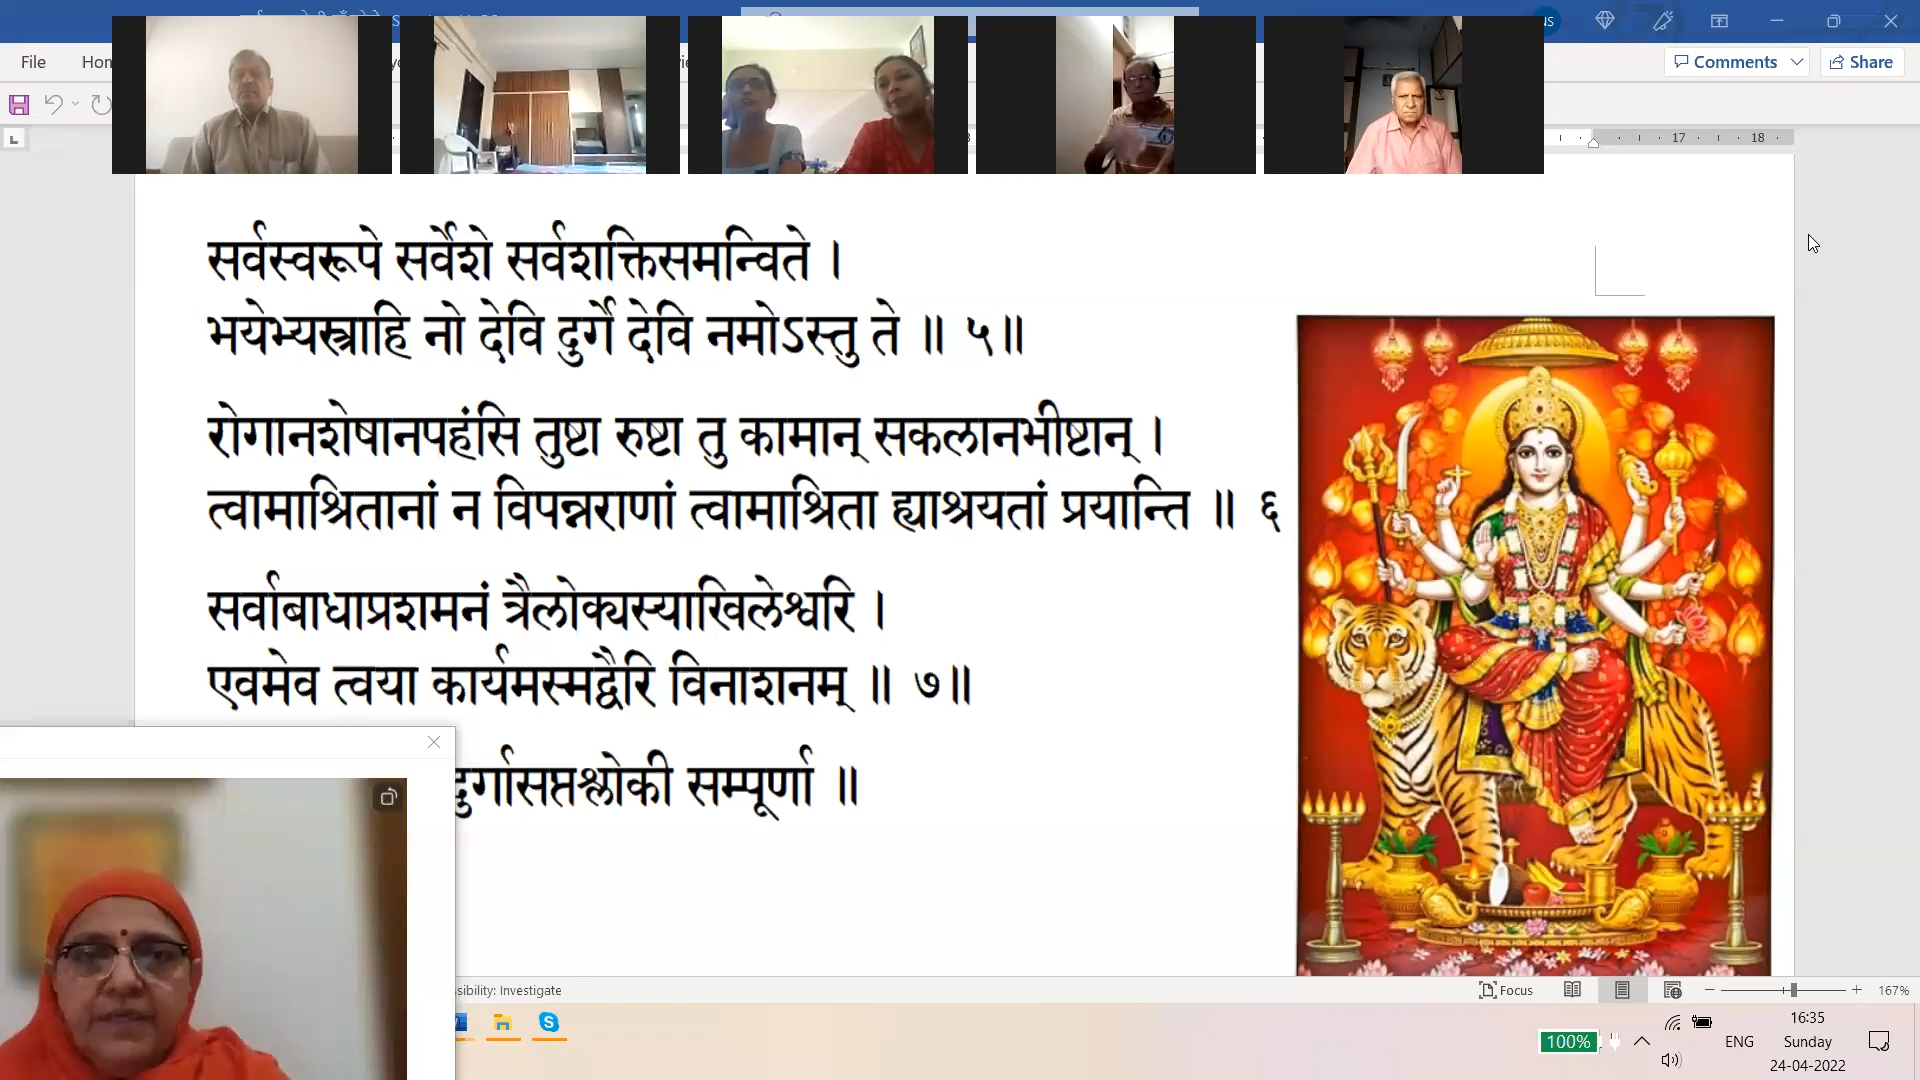 File
Comments
Share
17 18
सर्वस्वरूपे सर्वेशे सर्वशक्तिसमन्विते ।
भयेभ्यस्त्राहि नो देवि दुर्गे देवि नमोऽस्तु ते ॥ ५॥
रोगानशेषानपहंसि तुष्टा रुष्टा तु कामान् सकलानभीष्टान् ।
त्वामाश्रितानां न विपन्नराणां त्वामाश्रिता ह्याश्रयतां प्रयान्ति ॥ ६
सर्वाबाधाप्रशमनं त्रैलोक्यस्याखिलेश्वरि ।
एवमेव त्वया कार्यमस्मद्वैरि विनाशनम् ॥ ७॥
दुर्गासप्तश्लोकी सम्पूर्णा ॥
sibility: Investigate
Focus
167%
100%
ENG
16:35
Sunday
24-04-2022